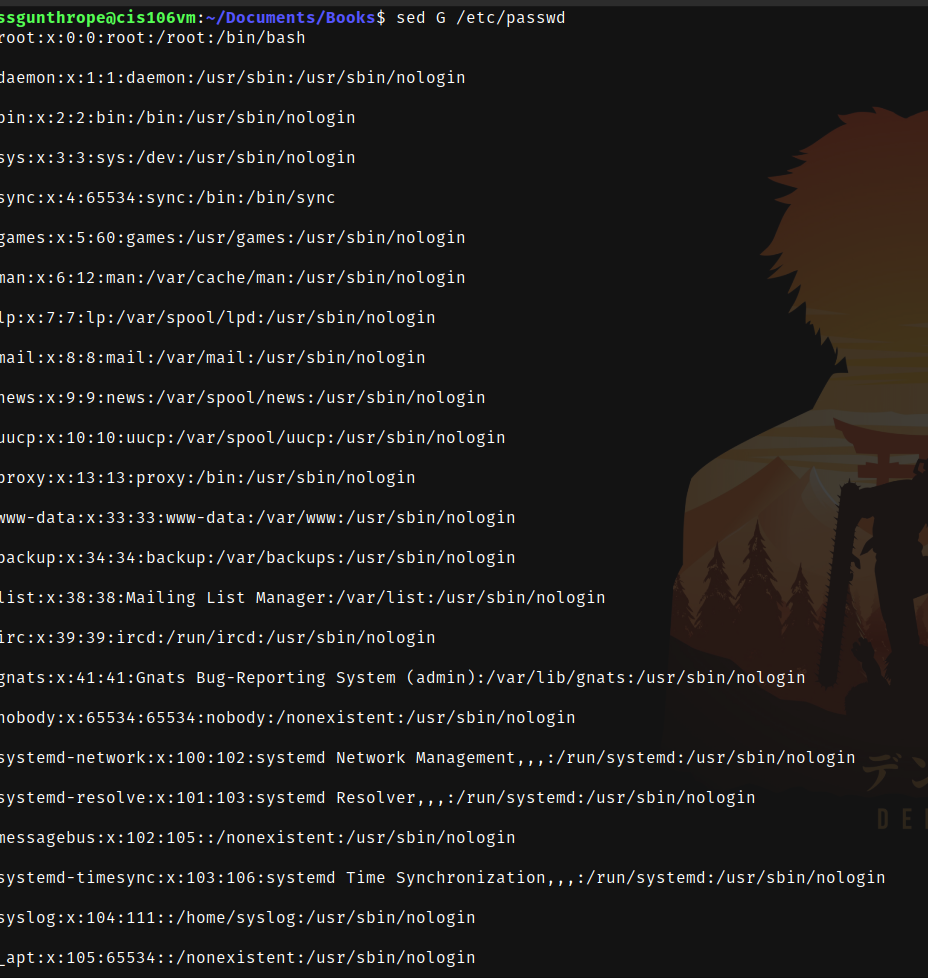 ssgunthrope@cis106vm:~/Documents/Books$ sed G /etc/passwd
root:x:0:0:root:/root:/bin/bash
daemon:x:1:1:daemon:/usr/sbin:/usr/sbin/nologin
bin:x:2:2:bin:/bin:/usr/sbin/nologin
sys:x:3:3:sys:/dev:/usr/sbin/nologin
sync:x:4:65534:sync:/bin:/bin/sync
games:x:5:60:games:/usr/games:/usr/sbin/nologin
man:x:6:12:man:/var/cache/man:/usr/sbin/nologin
lp:x:7:7:lp:/var/spool/lpd:/usr/sbin/nologin
mail:x:8:8:mail:/var/mail:/usr/sbin/nologin
news:x:9:9:news:/var/spool/news:/usr/sbin/nologin
uucp:x:10:10:uucp:/var/spool/uucp:/usr/sbin/nologin
proxy:x:13:13:proxy:/bin:/usr/sbin/nologin
www-data:x:33:33:www-data:/var/www:/usr/sbin/nologin
backup:x:34:34:backup:/var/backups:/usr/sbin/nologin
list:x:38:38:Mailing List Manager:/var/list:/usr/sbin/nologin
irc:x:39:39:ircd:/run/ircd:/usr/sbin/nologin
gnats:x:41:41:Gnats Bug-Reporting System (admin):/var/lib/gnats:/usr/sbin/nologin
nobody:x:65534:65534:nobody:/nonexistent:/usr/sbin/nologin
systemd-network:x:100:102:systemd Network Management,,,:/run/systemd:/usr/sbin/nologin
systemd-resolve:x:101:103:systemd Resolver,,,:/run/systemd:/usr/sbin/nologin
messagebus:x:102:105::/nonexistent:/usr/sbin/nologin
systemd-timesync:x:103:106:systemd Time Synchronization,,,:/run/systemd:/usr/sbin/nologin
syslog:x:104:111::/home/syslog:/usr/sbin/nologin
_apt:x:105:65534::/nonexistent:/usr/sbin/nologin